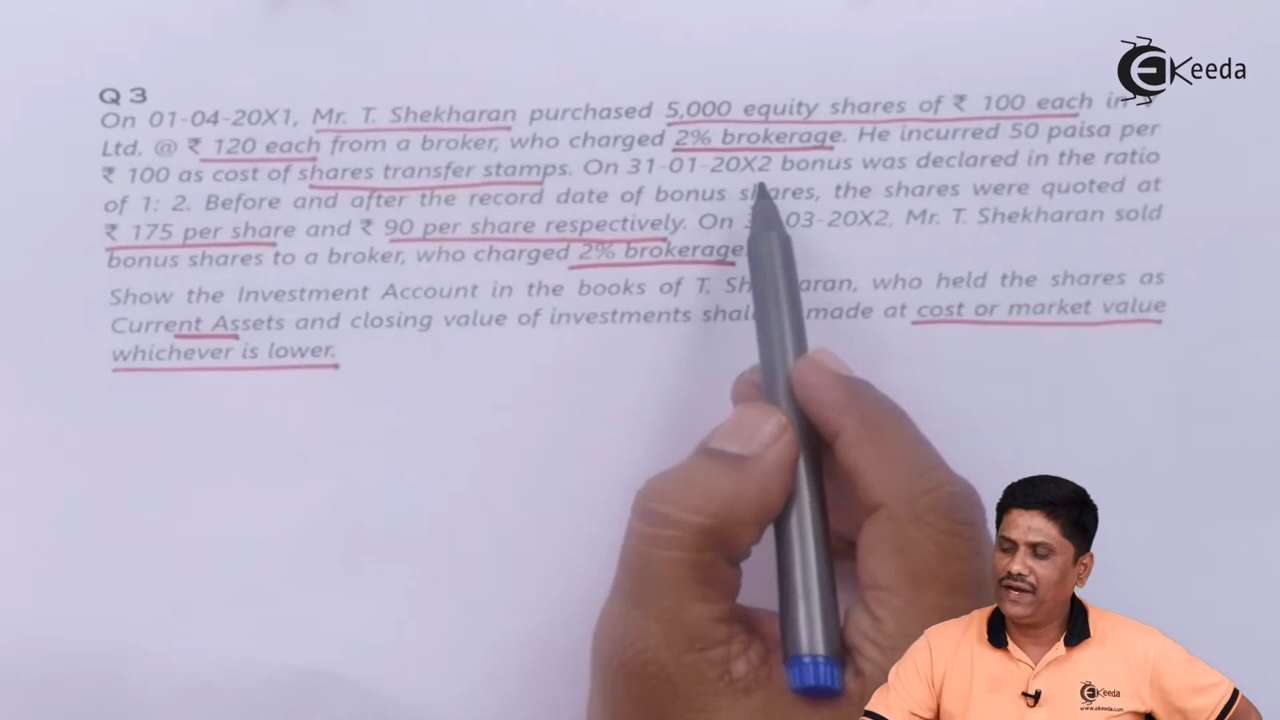 Q 3
On 01-04-20X1, Mr. T. Shekharan purchased 5,000 equity shares of ₹ 100 each in
Ltd. @ ₹ 120 each from a broker, who charged 2% brokerage. He incurred 50 paisa per
₹ 100 as cost of shares transfer stamps. On 31-01-20X2 bonus was declared in the ratio
of 1: 2. Before and after the record date of bonus shares, the shares were quoted at
₹ 175 per share and ₹ 90 per share respectively. On 03-20X2, Mr. T. Shekharan sold
bonus shares to a broker, who charged 2% brokerage
Show the Investment Account in the books of T. who held the shares as
Current Assets and closing value of investments made at cost or market value
whichever is lower.
eKeeda
eKeeda
www.ekeeda.com